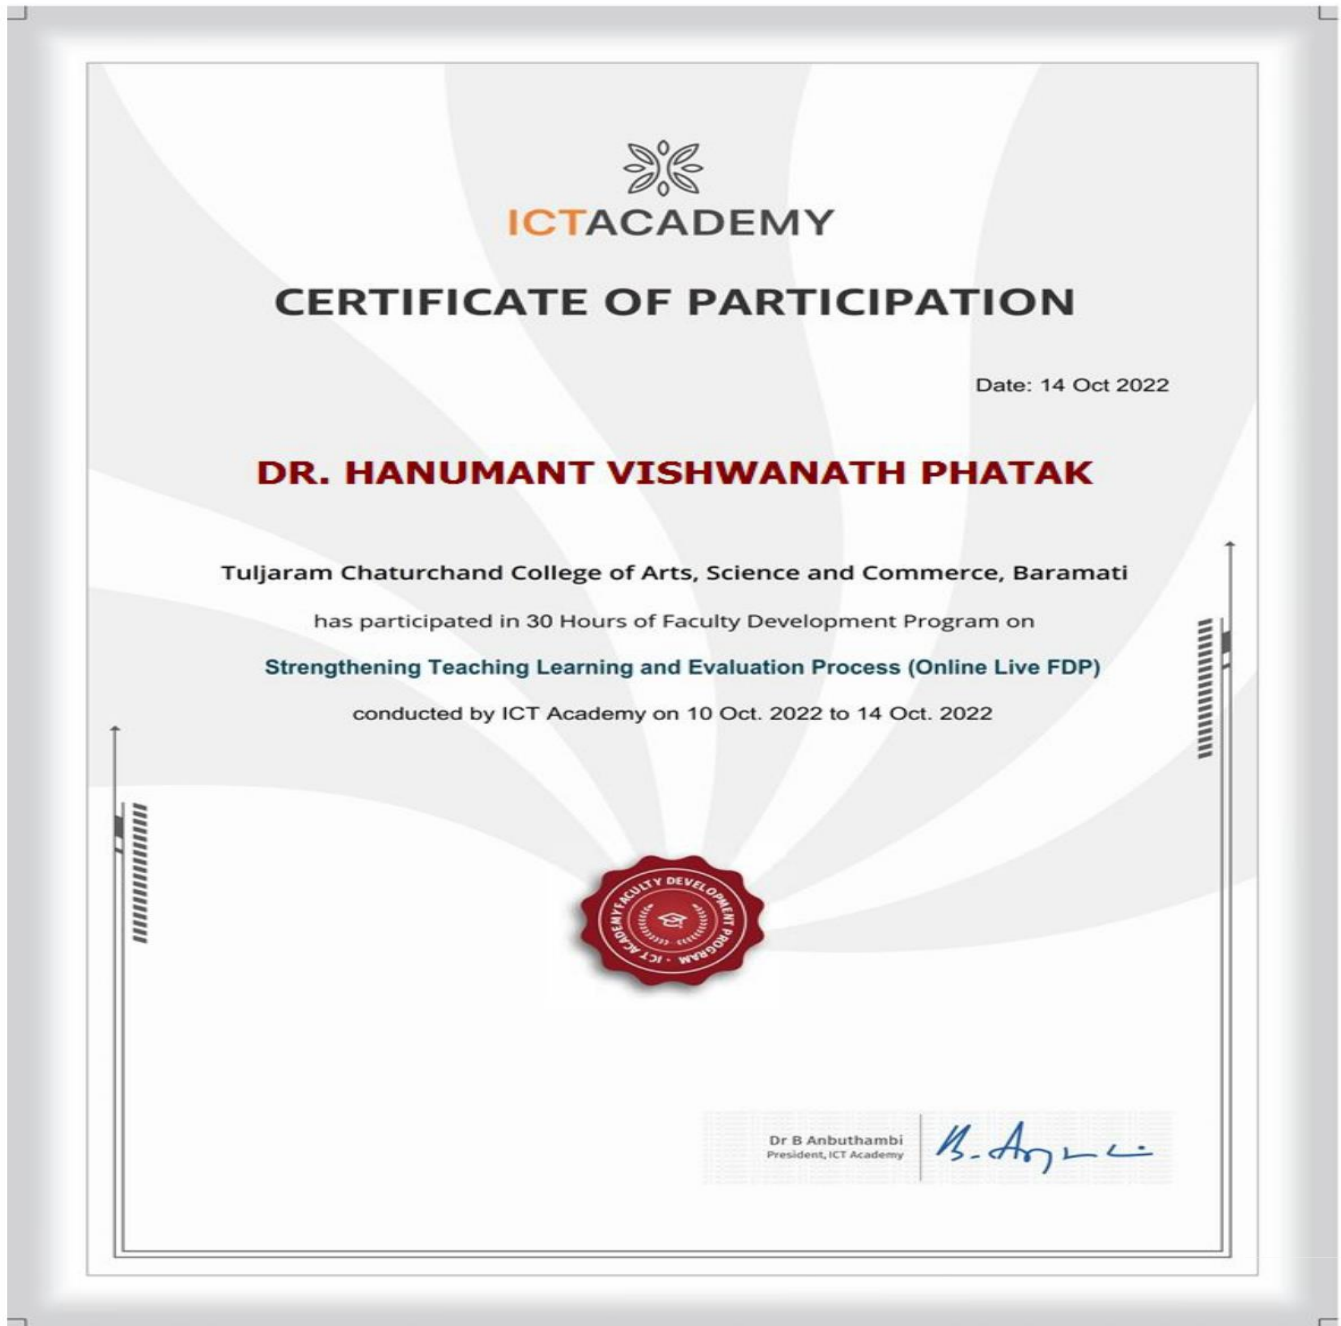 ICTACADEMY
CERTIFICATE OF PARTICIPATION
Date: 14 Oct 2022
DR. HANUMANT VISHWANATH PHATAK
Tuljaram Chaturchand College of Arts, Science and Commerce, Baramati
has participated in 30 Hours of Faculty Development Program on
Strengthening Teaching Learning and Evaluation Process (Online Live FDP)
conducted by ICT Academy on 10 Oct. 2022 to 14 Oct. 2022
ICT ACADEMY FACULTY DEVELOPMENT PROGRAM
Dr B Anbuthambi
President, ICT Academy